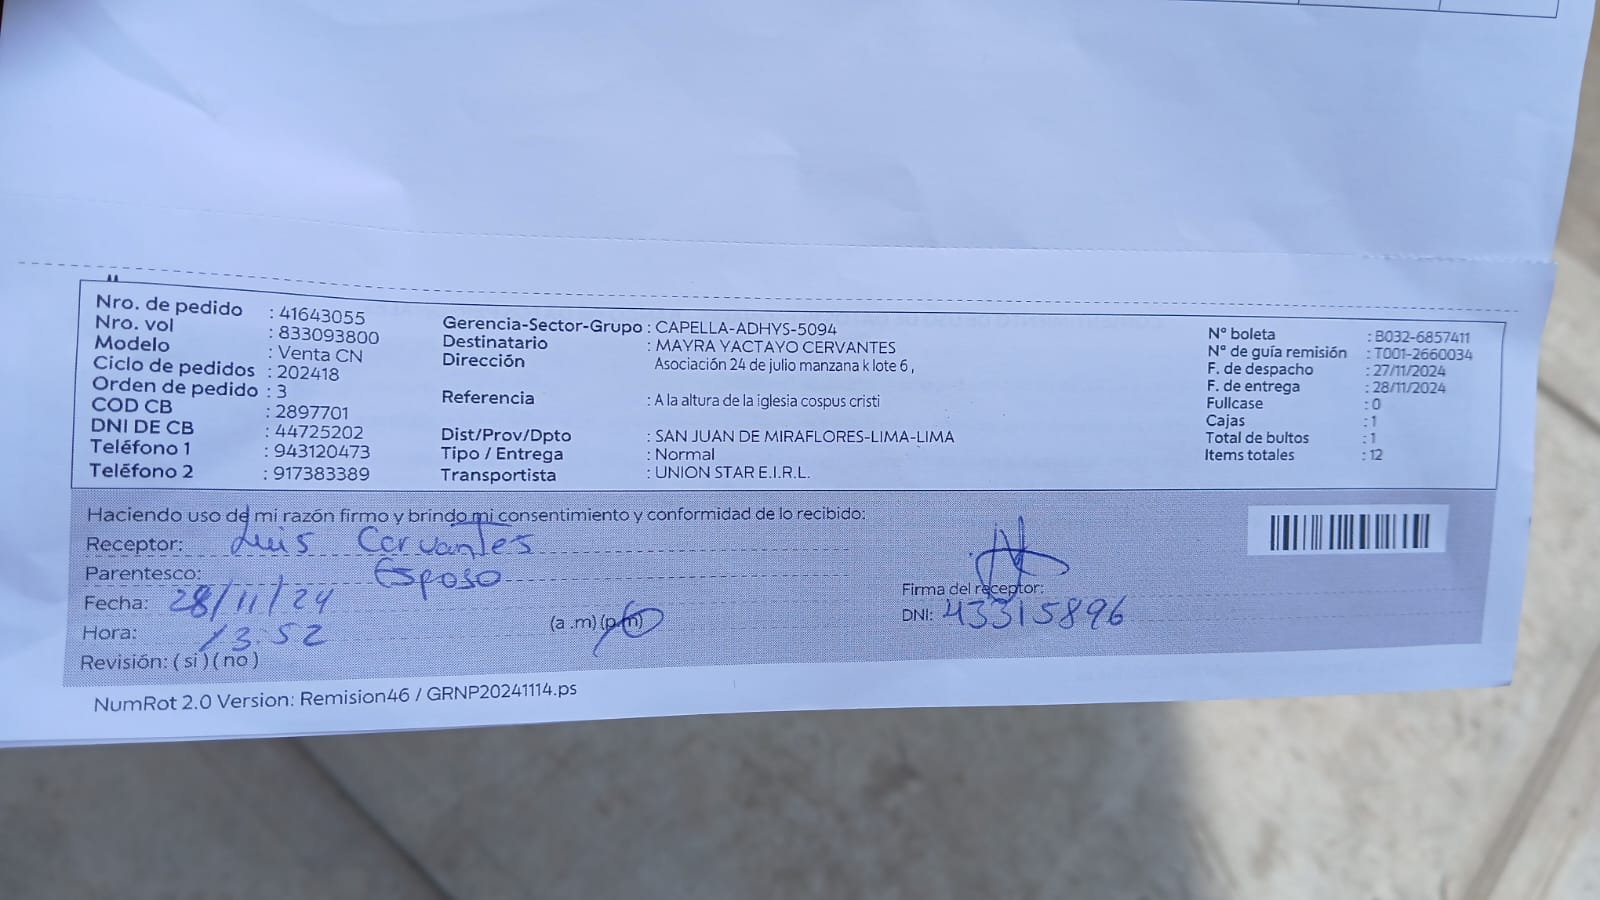 Nro. de pedido : 41643055
Nro. vol : 833093800
Modelo : Venta CN
Ciclo de pedidos : 202418
Orden de pedido : 3
COD CB : 2897701
DNI DE CB : 44725202
Teléfono 1 : 943120473
Teléfono 2 : 917383389
Gerencia-Sector-Grupo : CAPELLA-ADHYS-5094
Destinatario : MAYRA YACTAYO CERVANTES
Dirección Asociación 24 de julio manzana k lote 6 ,
Referencia : A la altura de la iglesia cospus cristi
Dist/Prov/Dpto : SAN JUAN DE MIRAFLORES-LIMA-LIMA
Tipo / Entrega : Normal
Transportista : UNION STAR E.I.R.L.
N° boleta : B032-6857411
N° de guía remisión : T001-2660034
F. de despacho : 27/11/2024
F. de entrega : 28/11/2024
Fullcase : 0
Cajas : 1
Total de bultos : 1
Items totales : 12
Haciendo uso de mi razón firmo y brindo mi consentimiento y conformidad de lo recibido:
Receptor: Luis Cervantes
Parentesco: Esposo
Fecha: 28/11/24
Hora: 13:52 (a .m) (p.m)
Revisión: ( si ) ( no )
Firma del receptor:
DNI: 43315896
NumRot 2.0 Version: Remision46 / GRNP20241114.ps